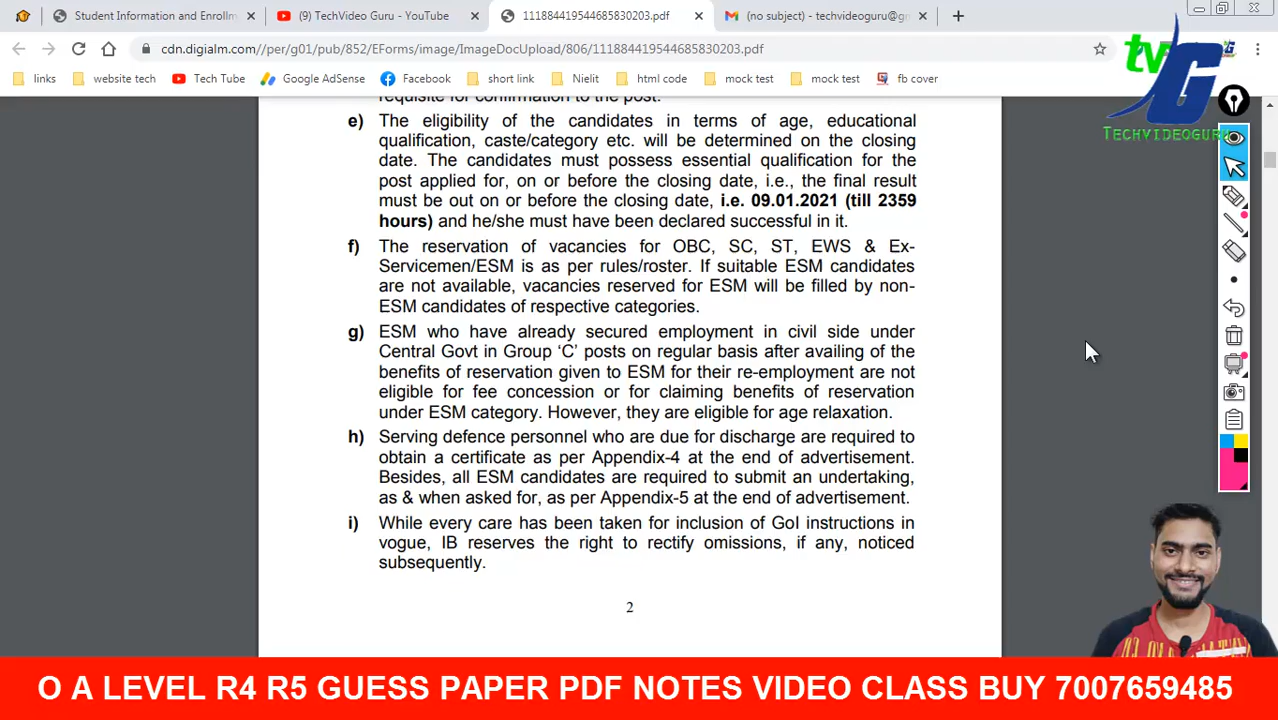 Student Information and Enrollm
(9) TechVideo Guru - YouTube
111884419544685830203.pdf
(no subject) - techvideoguru@g
cdn.digialm.com//per/g01/pub/852/EForms/image/ImageDocUpload/806/111884419544685830203.pdf
links
website tech
Tech Tube
Google AdSense
Facebook
short link
Nielit
html code
mock test
mock test
fb cover
tv G
TECHVIDEOGURU
requisite for confirmation to the post.
e) The eligibility of the candidates in terms of age, educational
qualification, caste/category etc. will be determined on the closing
date. The candidates must possess essential qualification for the
post applied for, on or before the closing date, i.e., the final result
must be out on or before the closing date, i.e. 09.01.2021 (till 2359
hours) and he/she must have been declared successful in it.
f) The reservation of vacancies for OBC, SC, ST, EWS & Ex-
Servicemen/ESM is as per rules/roster. If suitable ESM candidates
are not available, vacancies reserved for ESM will be filled by non-
ESM candidates of respective categories.
g) ESM who have already secured employment in civil side under
Central Govt in Group ‘C’ posts on regular basis after availing of the
benefits of reservation given to ESM for their re-employment are not
eligible for fee concession or for claiming benefits of reservation
under ESM category. However, they are eligible for age relaxation.
h) Serving defence personnel who are due for discharge are required to
obtain a certificate as per Appendix-4 at the end of advertisement.
Besides, all ESM candidates are required to submit an undertaking,
as & when asked for, as per Appendix-5 at the end of advertisement.
i) While every care has been taken for inclusion of GoI instructions in
vogue, IB reserves the right to rectify omissions, if any, noticed
subsequently.
2
O A LEVEL R4 R5 GUESS PAPER PDF NOTES VIDEO CLASS BUY 7007659485